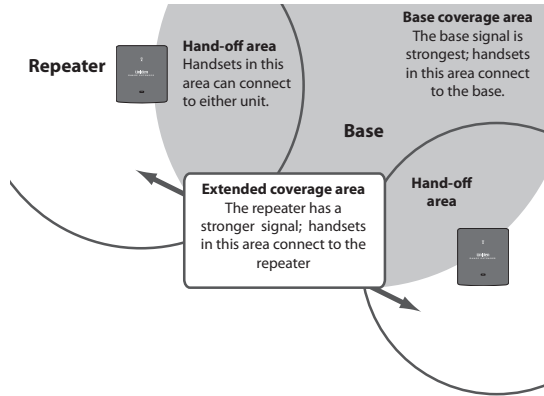 Repeater
Hand-off area
Handsets in this
area can connect
to either unit.
Base coverage area
The base signal is
strongest; handsets
in this area connect
to the base.
Base
Extended coverage area
The repeater has a
stronger signal; handsets
in this area connect to the
repeater
Hand-off
area